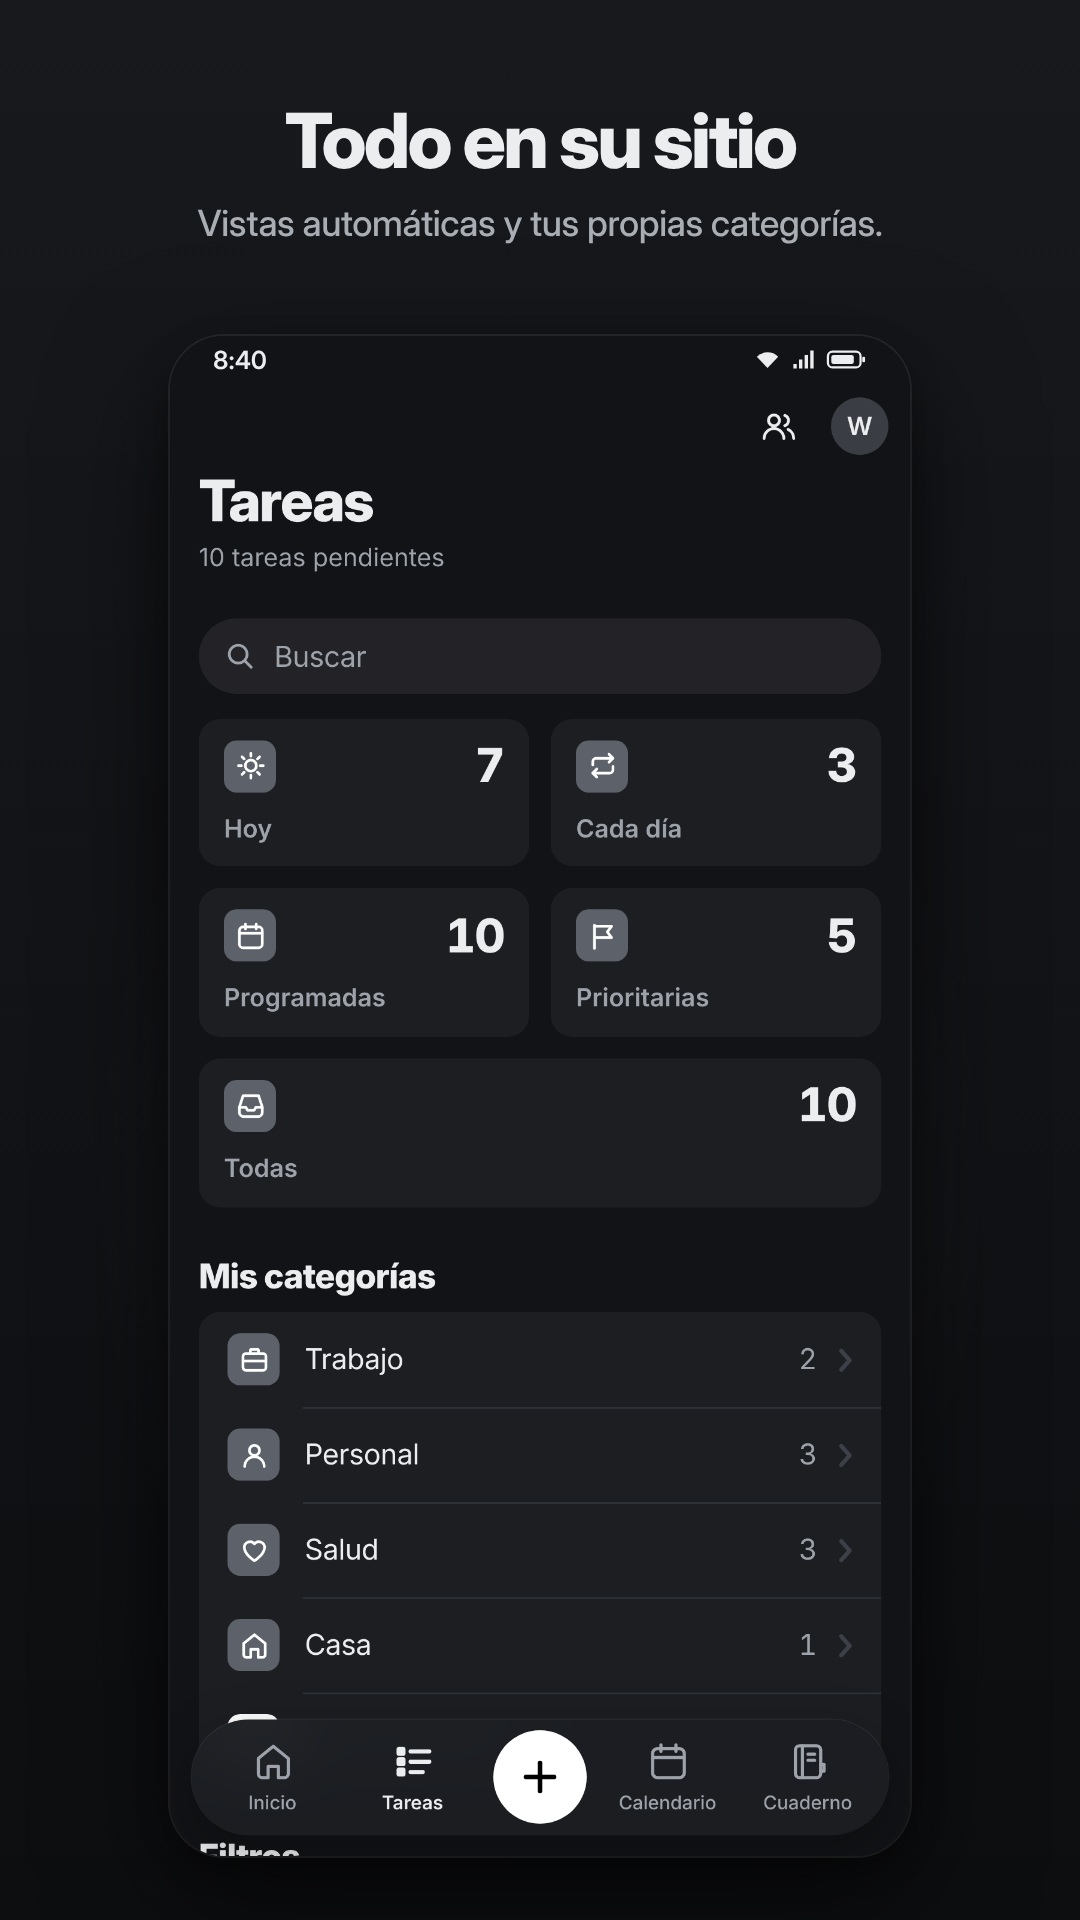 Todo en su sitio
Vistas automáticas y tus propias categorías.
8:40
W
Tareas
10 tareas pendientes
Buscar
7
Hoy
3
Cada día
10
Programadas
5
Prioritarias
10
Todas
Mis categorías
Trabajo 2
Personal 3
Salud 3
Casa 1
Inicio
Tareas
Calendario
Cuaderno
Filtros